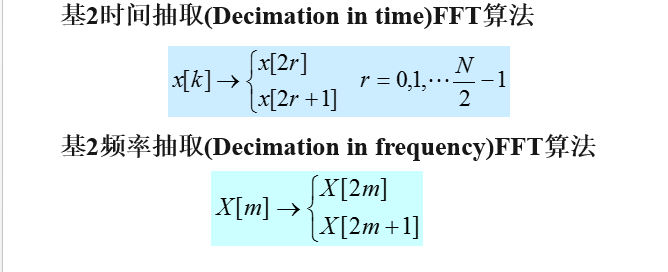 基2时间抽取(Decimation in time)FFT算法
x[k]→{x[2r]
x[2r+1] r=0,1,⋯N/2−1
基2频率抽取(Decimation in frequency)FFT算法
X[m]→{X[2m]
X[2m+1]